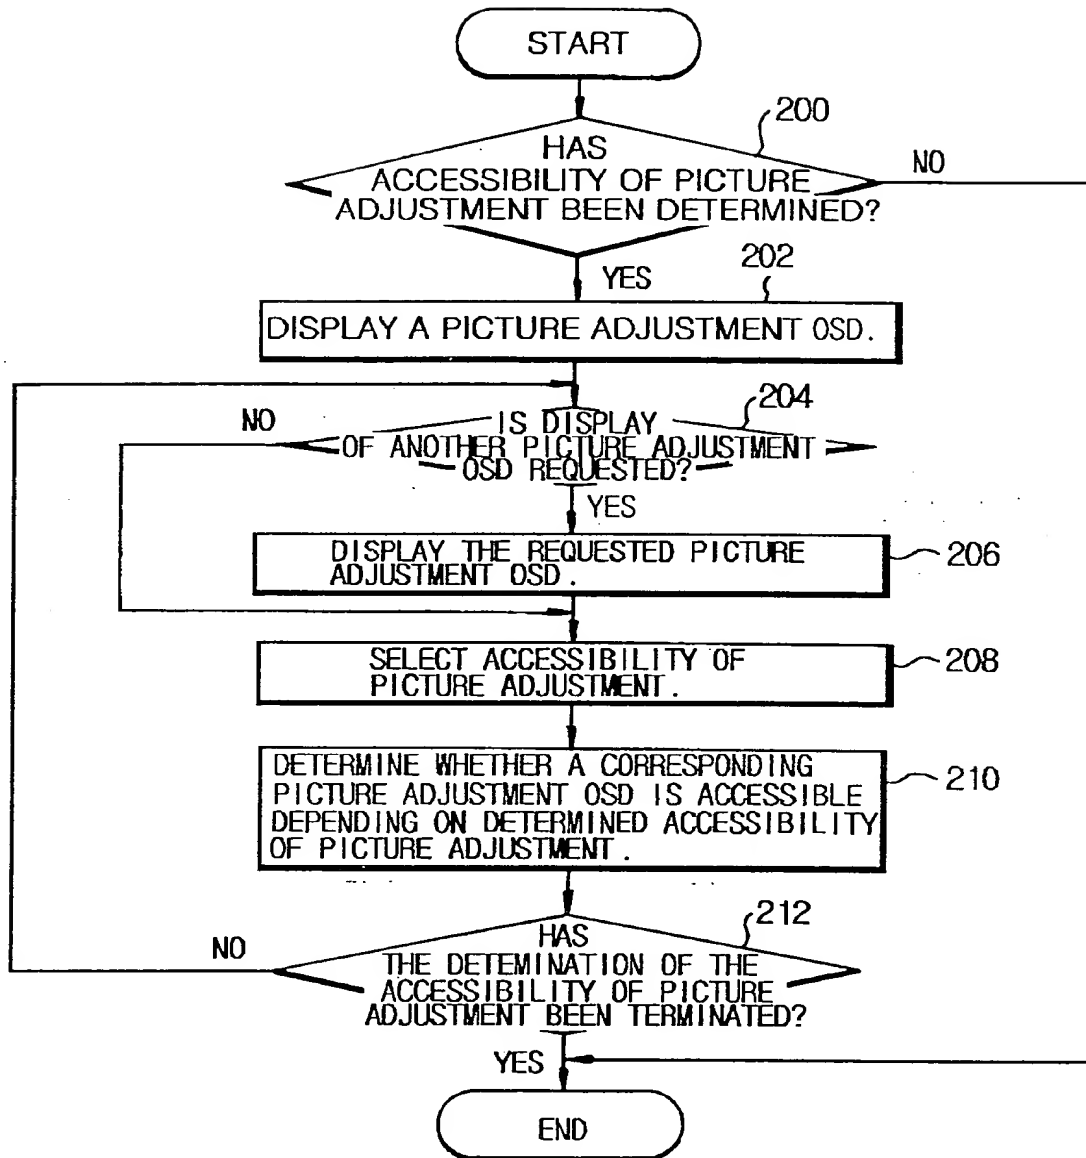 START
200
HAS
ACCESSIBILITY OF PICTURE
ADJUSTMENT BEEN DETERMINED?
NO
YES
202
DISPLAY A PICTURE ADJUSTMENT OSD.
204
NO
IS DISPLAY
OF ANOTHER PICTURE ADJUSTMENT
OSD REQUESTED?
YES
DISPLAY THE REQUESTED PICTURE
ADJUSTMENT OSD.
206
SELECT ACCESSIBILITY OF
PICTURE ADJUSTMENT.
208
DETERMINE WHETHER A CORRESPONDING
PICTURE ADJUSTMENT OSD IS ACCESSIBLE
DEPENDING ON DETERMINED ACCESSIBILITY
OF PICTURE ADJUSTMENT.
210
212
NO
HAS
THE DETEMINATION OF THE
ACCESSIBILITY OF PICTURE
ADJUSTMENT BEEN TERMINATED?
YES
END